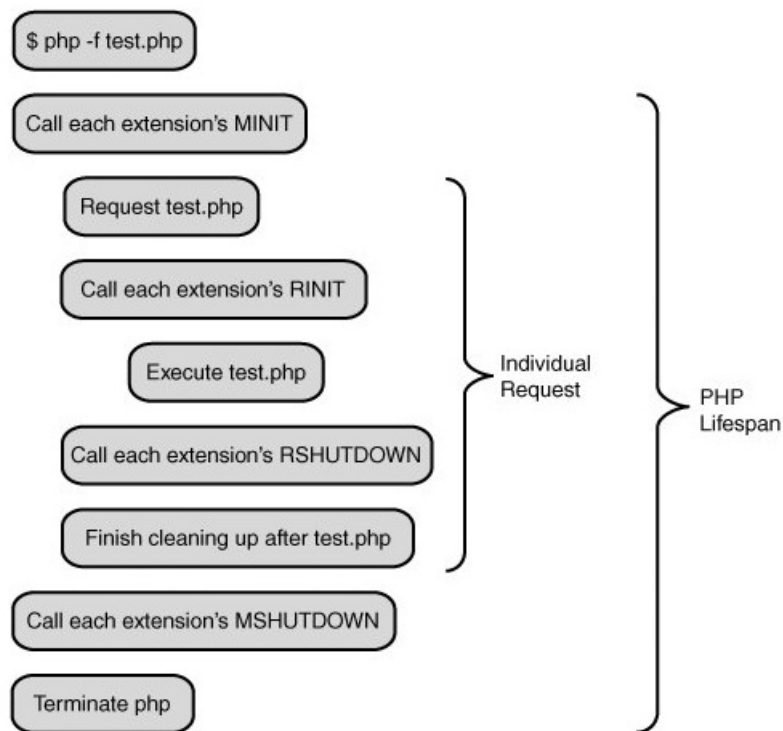 $ php -f test.php
Call each extension’s MINIT
Request test.php
Call each extension’s RINIT
Execute test.php
Individual
Request
PHP
Lifespan
Call each extension’s RSHUTDOWN
Finish cleaning up after test.php
Call each extension’s MSHUTDOWN
Terminate php